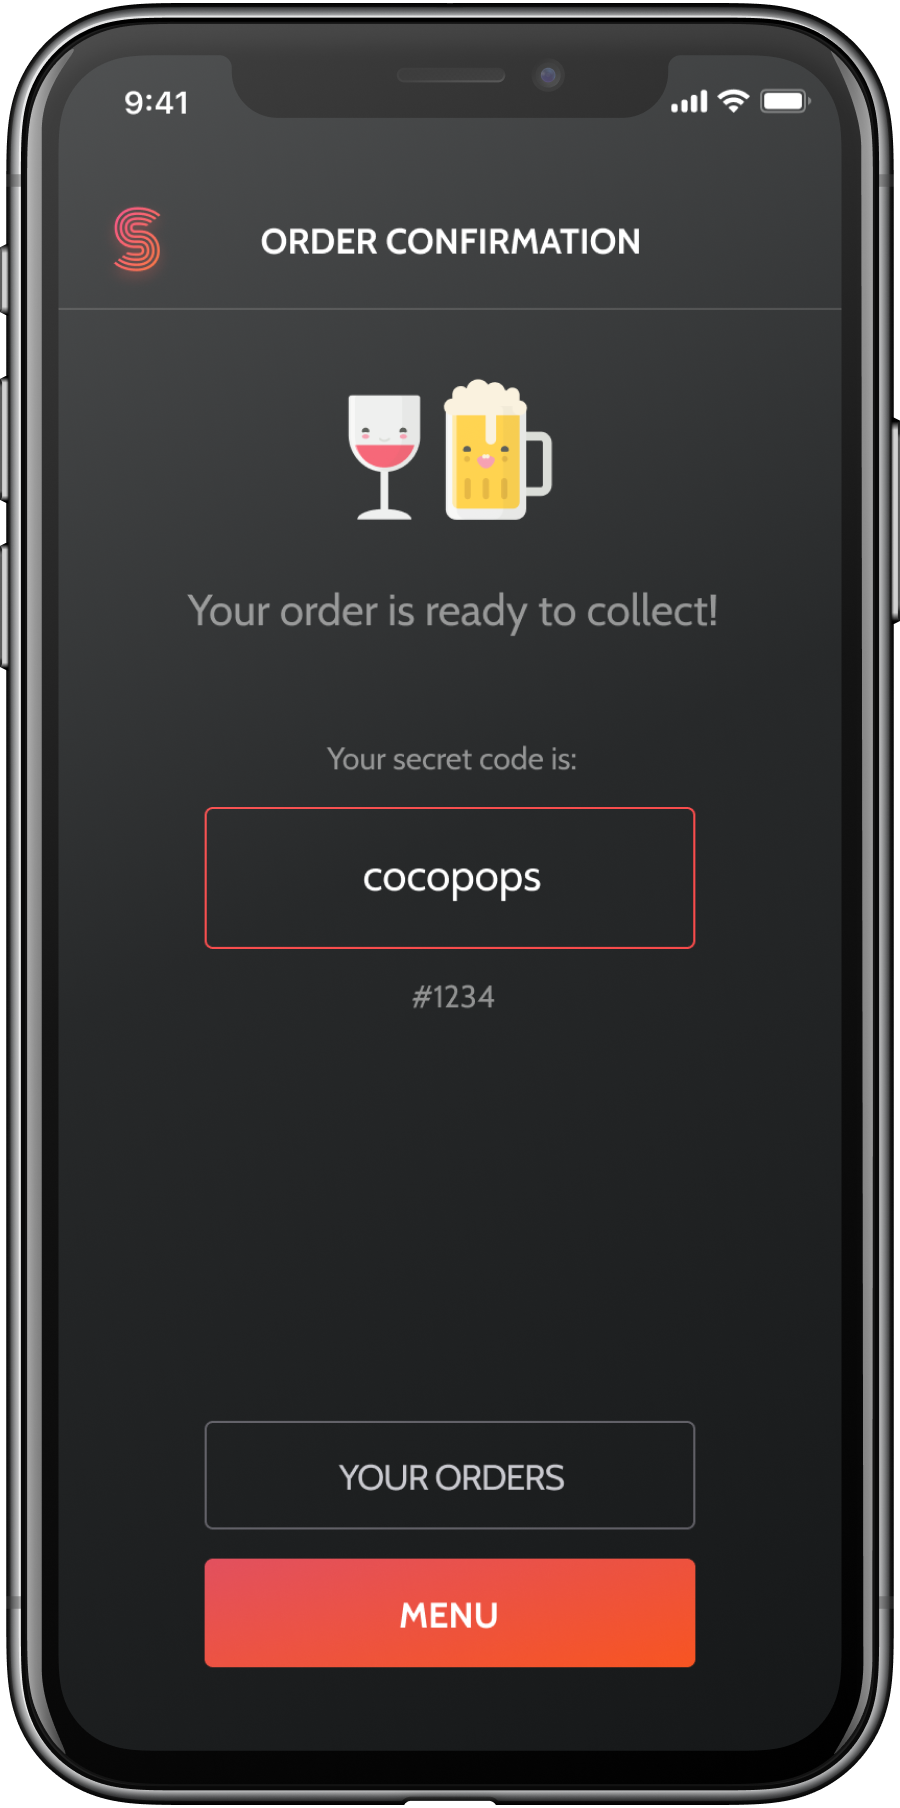 9:41
S
ORDER CONFIRMATION
Your order is ready to collect!
Your secret code is:
cocopops
#1234
YOUR ORDERS
MENU